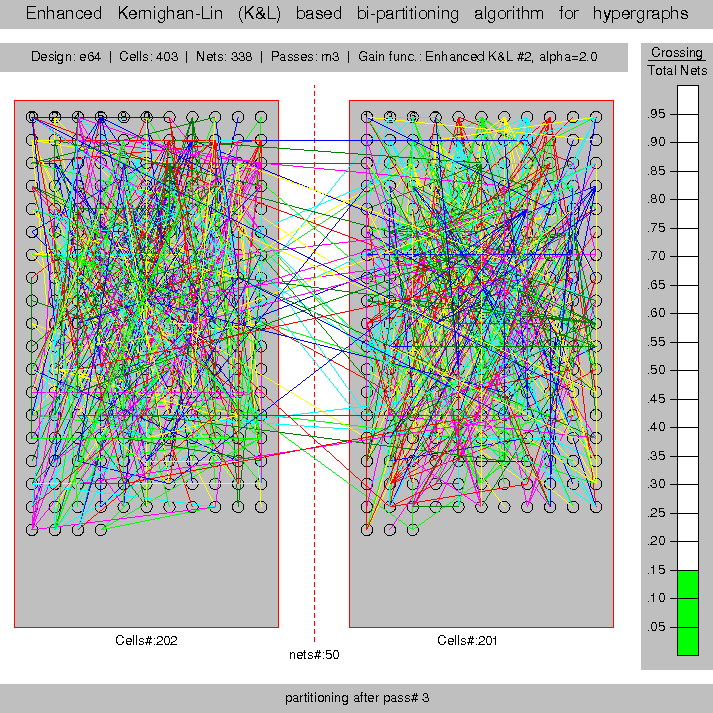 Enhanced Kernighan-Lin (K&L) based bi-partitioning algorithm for hypergraphs
Design: e64 | Cells: 403 | Nets: 338 | Passes: m3 | Gain func.: Enhanced K&L #2, alpha=2.0
Crossing
Total Nets
.95
.90
.85
.80
.75
.70
.65
.60
.55
.50
.45
.40
.35
.30
.25
.20
.15
.10
.05
Cells#:202
Cells#:201
nets#:50
partitioning after pass# 3